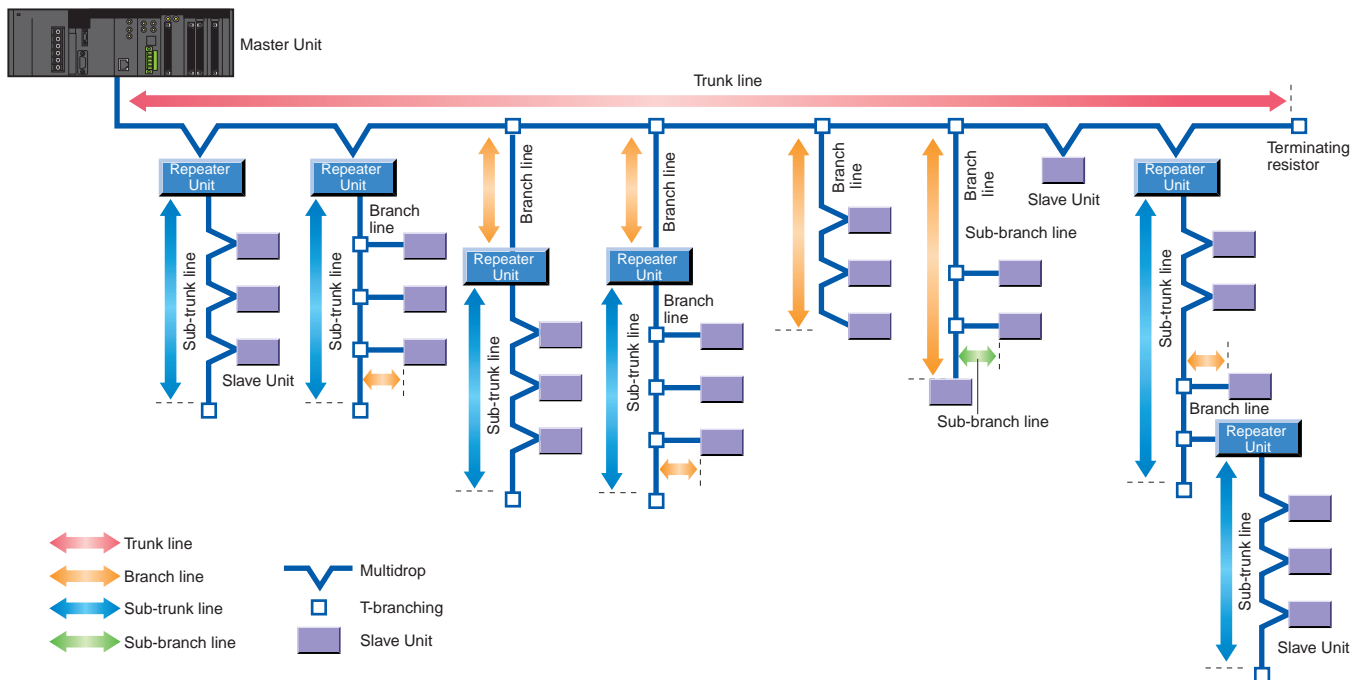 Master Unit
Trunk line
Terminating
resistor
Repeater
Unit
Sub-trunk line
Slave Unit
Repeater
Unit
Branch
line
Sub-trunk line
Branch line
Repeater
Unit
Sub-trunk line
Branch line
Repeater
Unit
Branch
line
Sub-trunk line
Branch
line
Branch
line
Sub-branch line
Sub-branch line
Slave Unit
Repeater
Unit
Sub-trunk line
Branch line
Repeater
Unit
Sub-trunk line
Slave Unit
Trunk line
Branch line
Sub-trunk line
Sub-branch line
Multidrop
T-branching
Slave Unit